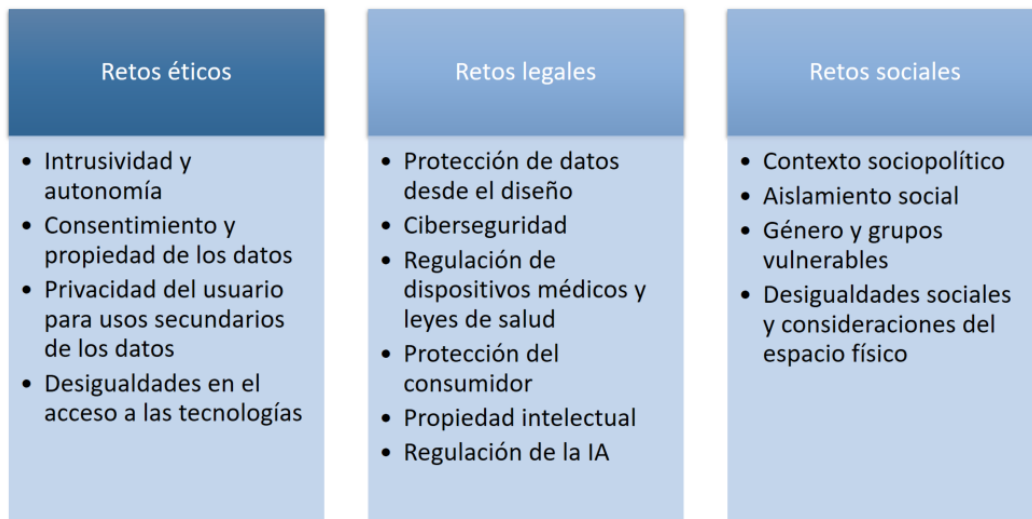 Retos éticos
• Intrusividad y
autonomía
• Consentimiento y
propiedad de los datos
• Privacidad del usuario
para usos secundarios
de los datos
• Desigualdades en el
acceso a las tecnologías
Retos legales
• Protección de datos
desde el diseño
• Ciberseguridad
• Regulación de
dispositivos médicos y
leyes de salud
• Protección del
consumidor
• Propiedad intelectual
• Regulación de la IA
Retos sociales
• Contexto sociopolítico
• Aislamiento social
• Género y grupos
vulnerables
• Desigualdades sociales
y consideraciones del
espacio físico